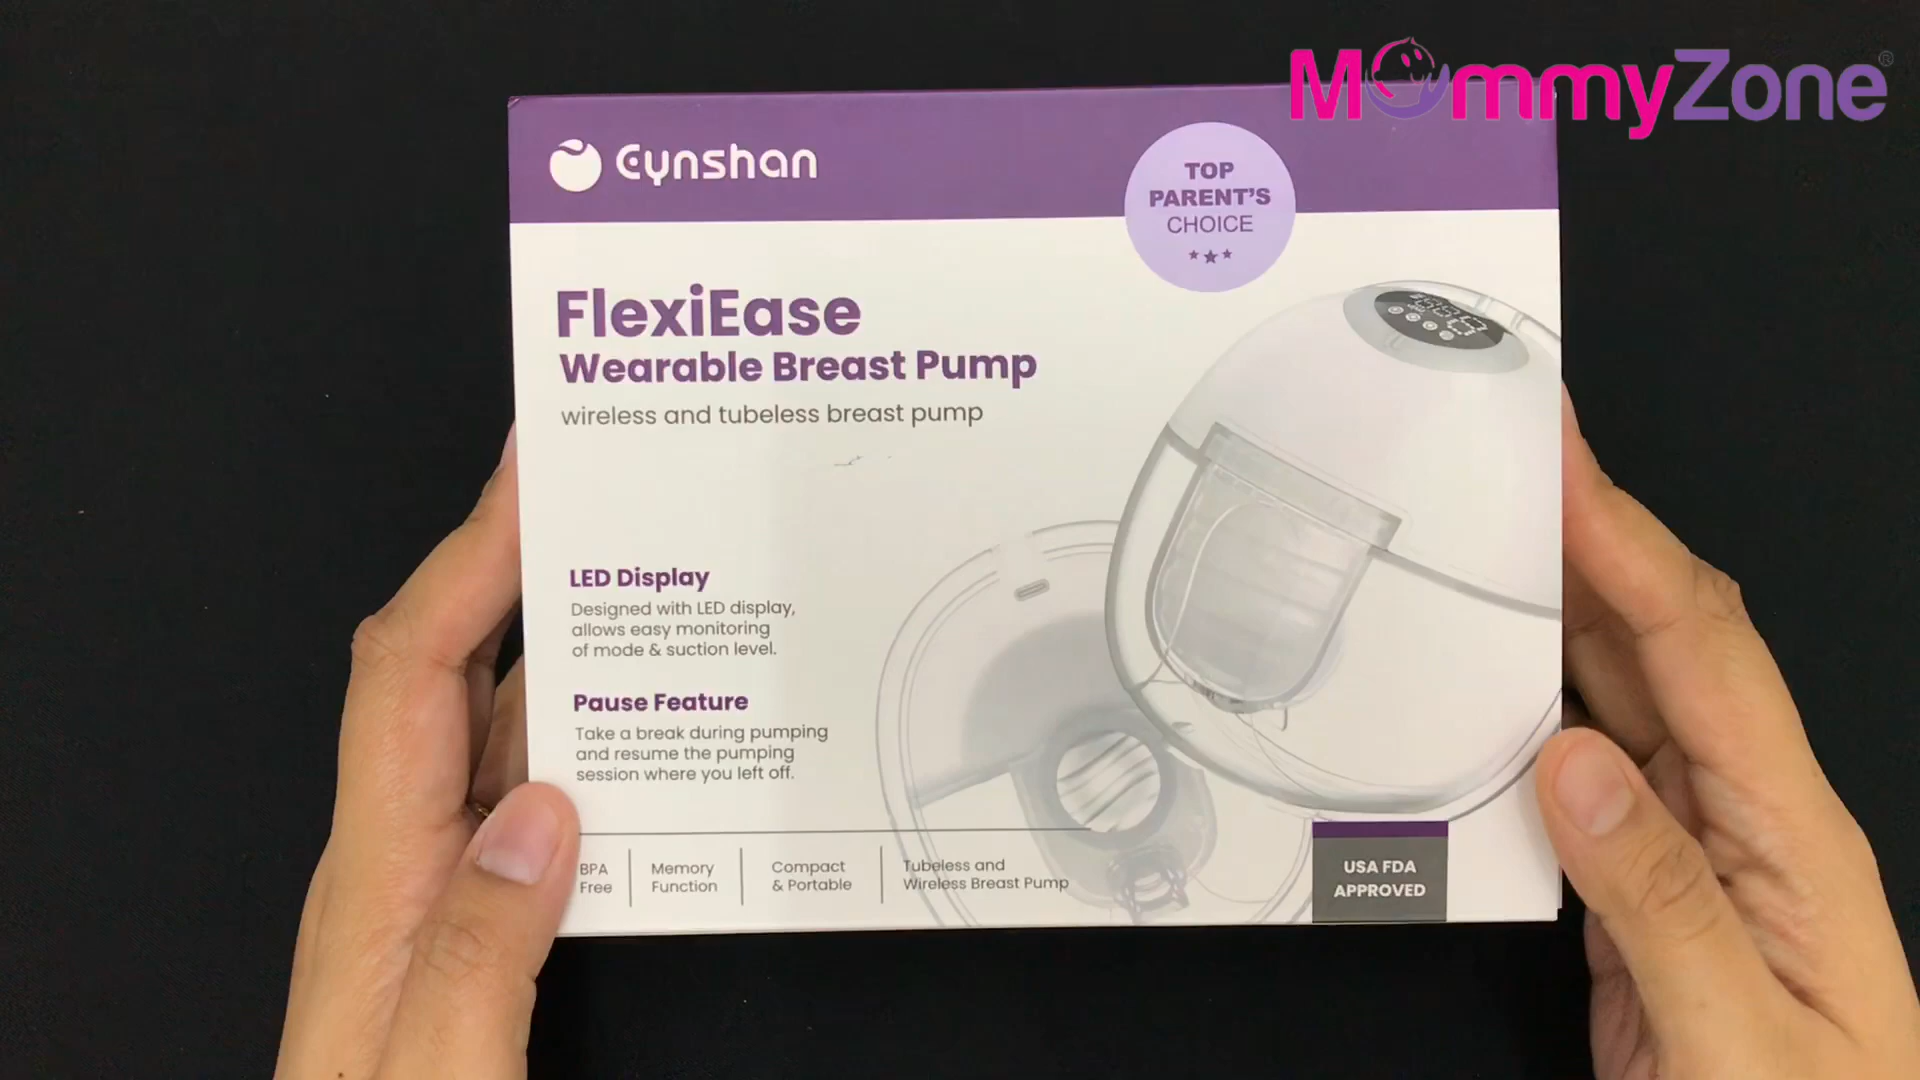 MommyZone®
Eynshan
TOP
PARENT'S
CHOICE
FlexiEase
Wearable Breast Pump
wireless and tubeless breast pump
LED Display
Designed with LED display,
allows easy monitoring
of mode & suction level.
Pause Feature
Take a break during pumping
and resume the pumping
session where you left off.
BPA
Free
Memory
Function
Compact
& Portable
Tubeless and
Wireless Breast Pump
USA FDA
APPROVED